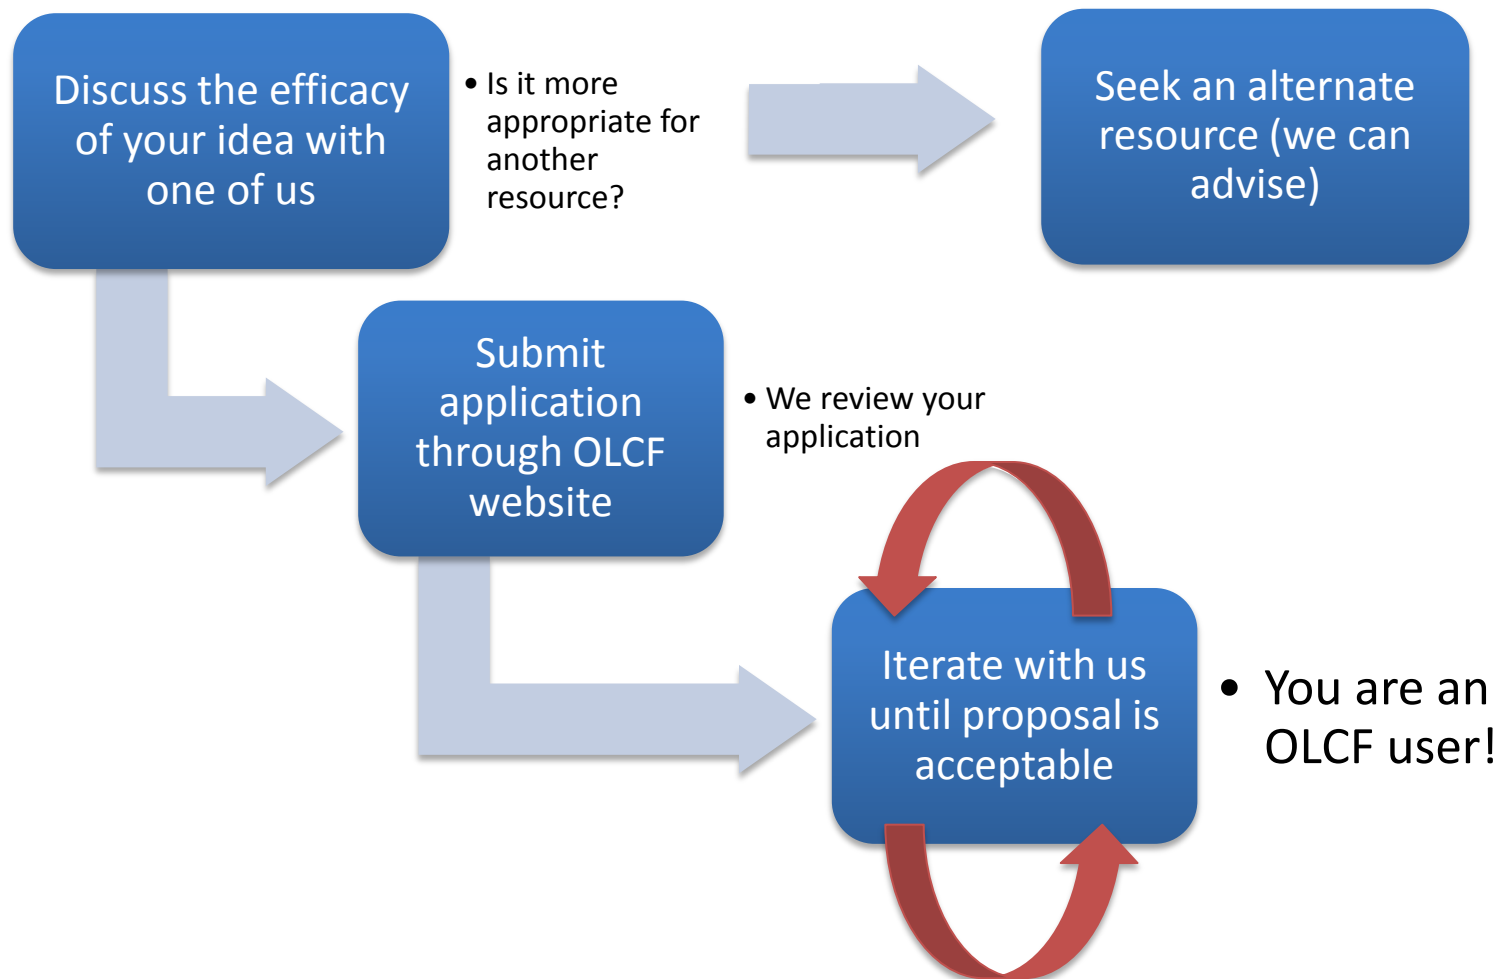 Discuss the efficacy
of your idea with
one of us
• Is it more
appropriate for
another
resource?
Seek an alternate
resource (we can
advise)
Submit
application
through OLCF
website
• We review your
application
Iterate with us
until proposal is
acceptable
• You are an
OLCF user!